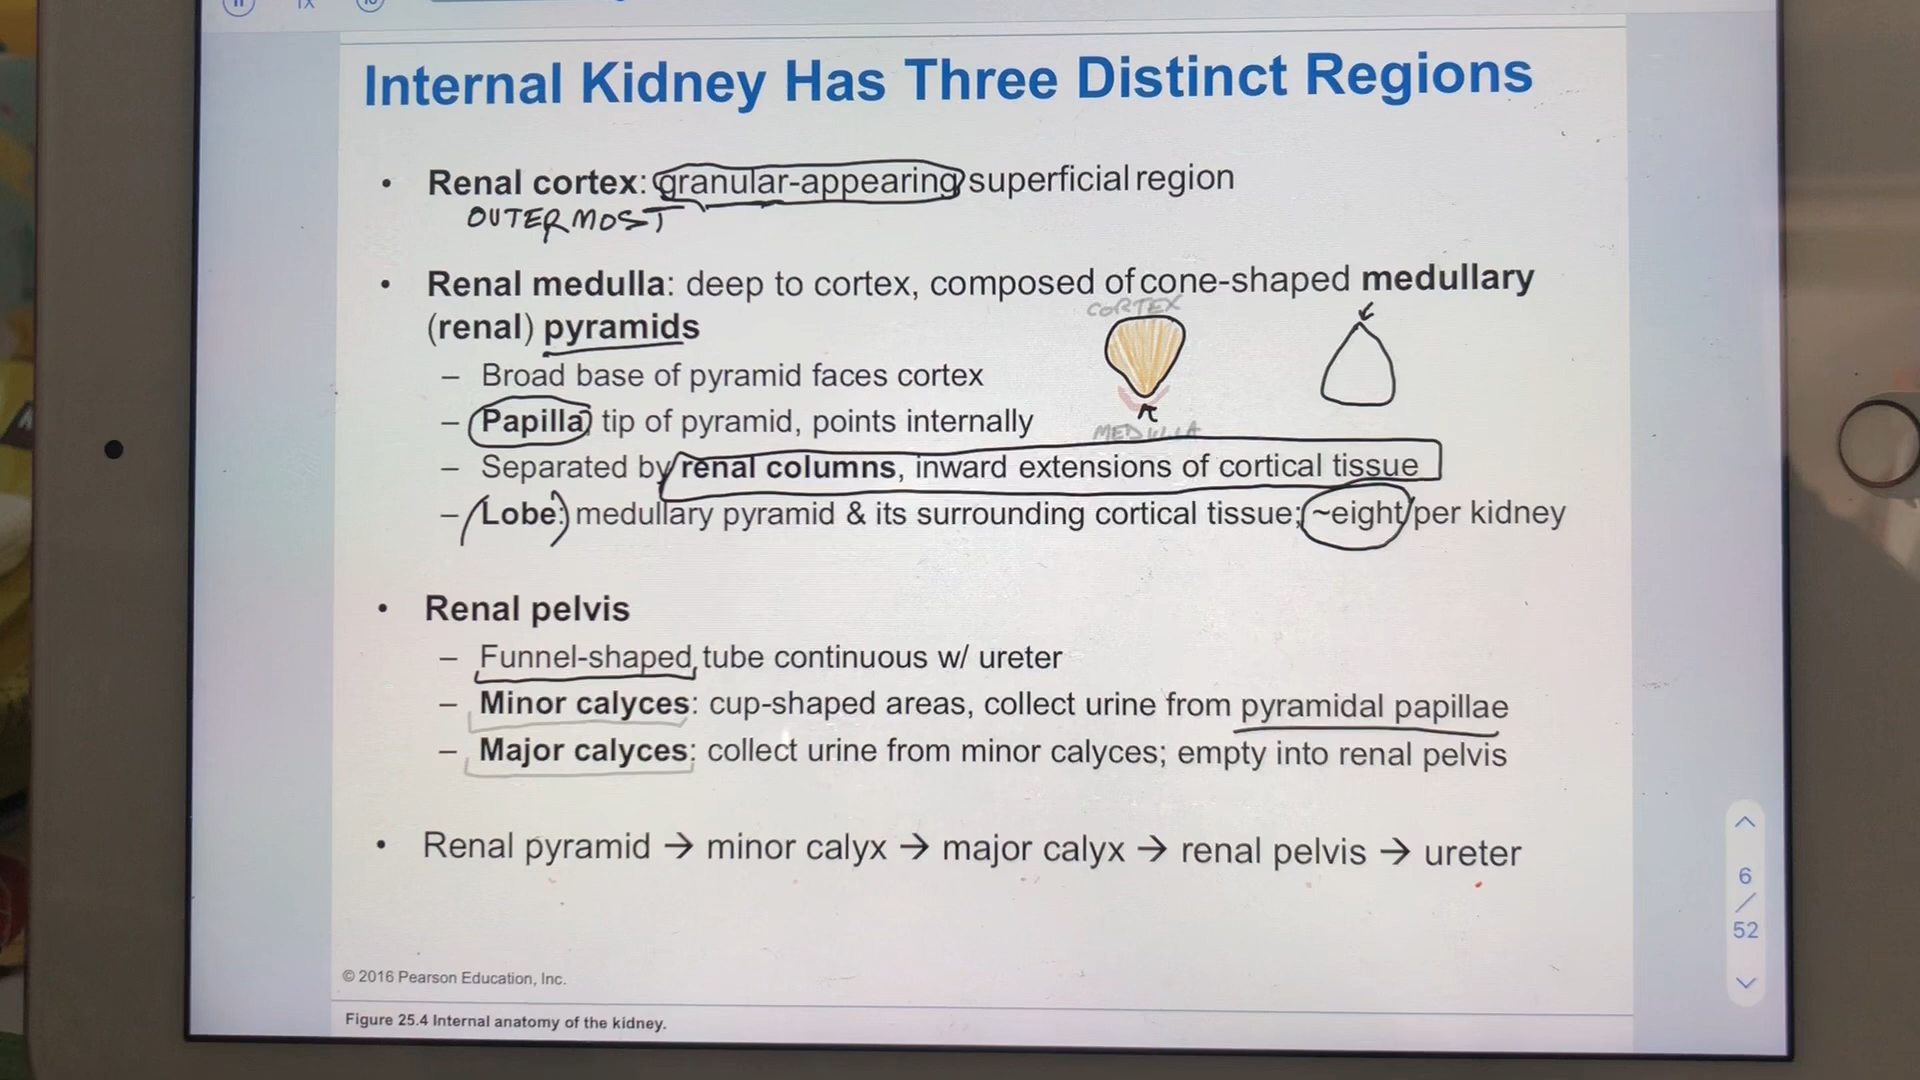 1x
10
Internal Kidney Has Three Distinct Regions
• Renal cortex: granular-appearing superficial region
OUTERMOST
• Renal medulla: deep to cortex, composed of cone-shaped medullary
CORTEX
(renal) pyramids
– Broad base of pyramid faces cortex
– Papilla, tip of pyramid, points internally
MEDULLA
– Separated by renal columns, inward extensions of cortical tissue
– Lobe: medullary pyramid & its surrounding cortical tissue; ~eight per kidney
• Renal pelvis
– Funnel-shaped tube continuous w/ ureter
– Minor calyces: cup-shaped areas, collect urine from pyramidal papillae
– Major calyces: collect urine from minor calyces; empty into renal pelvis
• Renal pyramid → minor calyx → major calyx → renal pelvis → ureter
6
/
52
© 2016 Pearson Education, Inc.
Figure 25.4 Internal anatomy of the kidney.